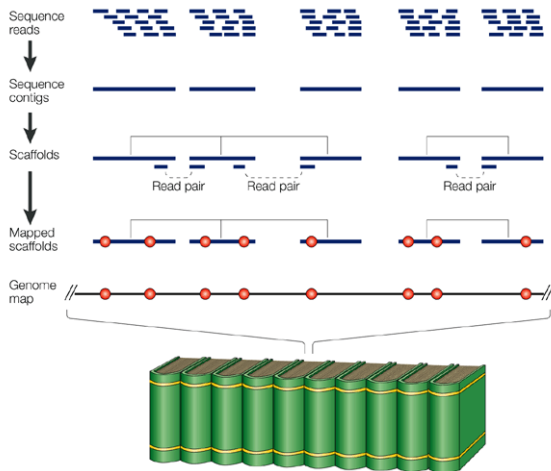 Sequence
reads
Sequence
contigs
Scaffolds
Read pair
Read pair
Read pair
Mapped
scaffolds
Genome
map